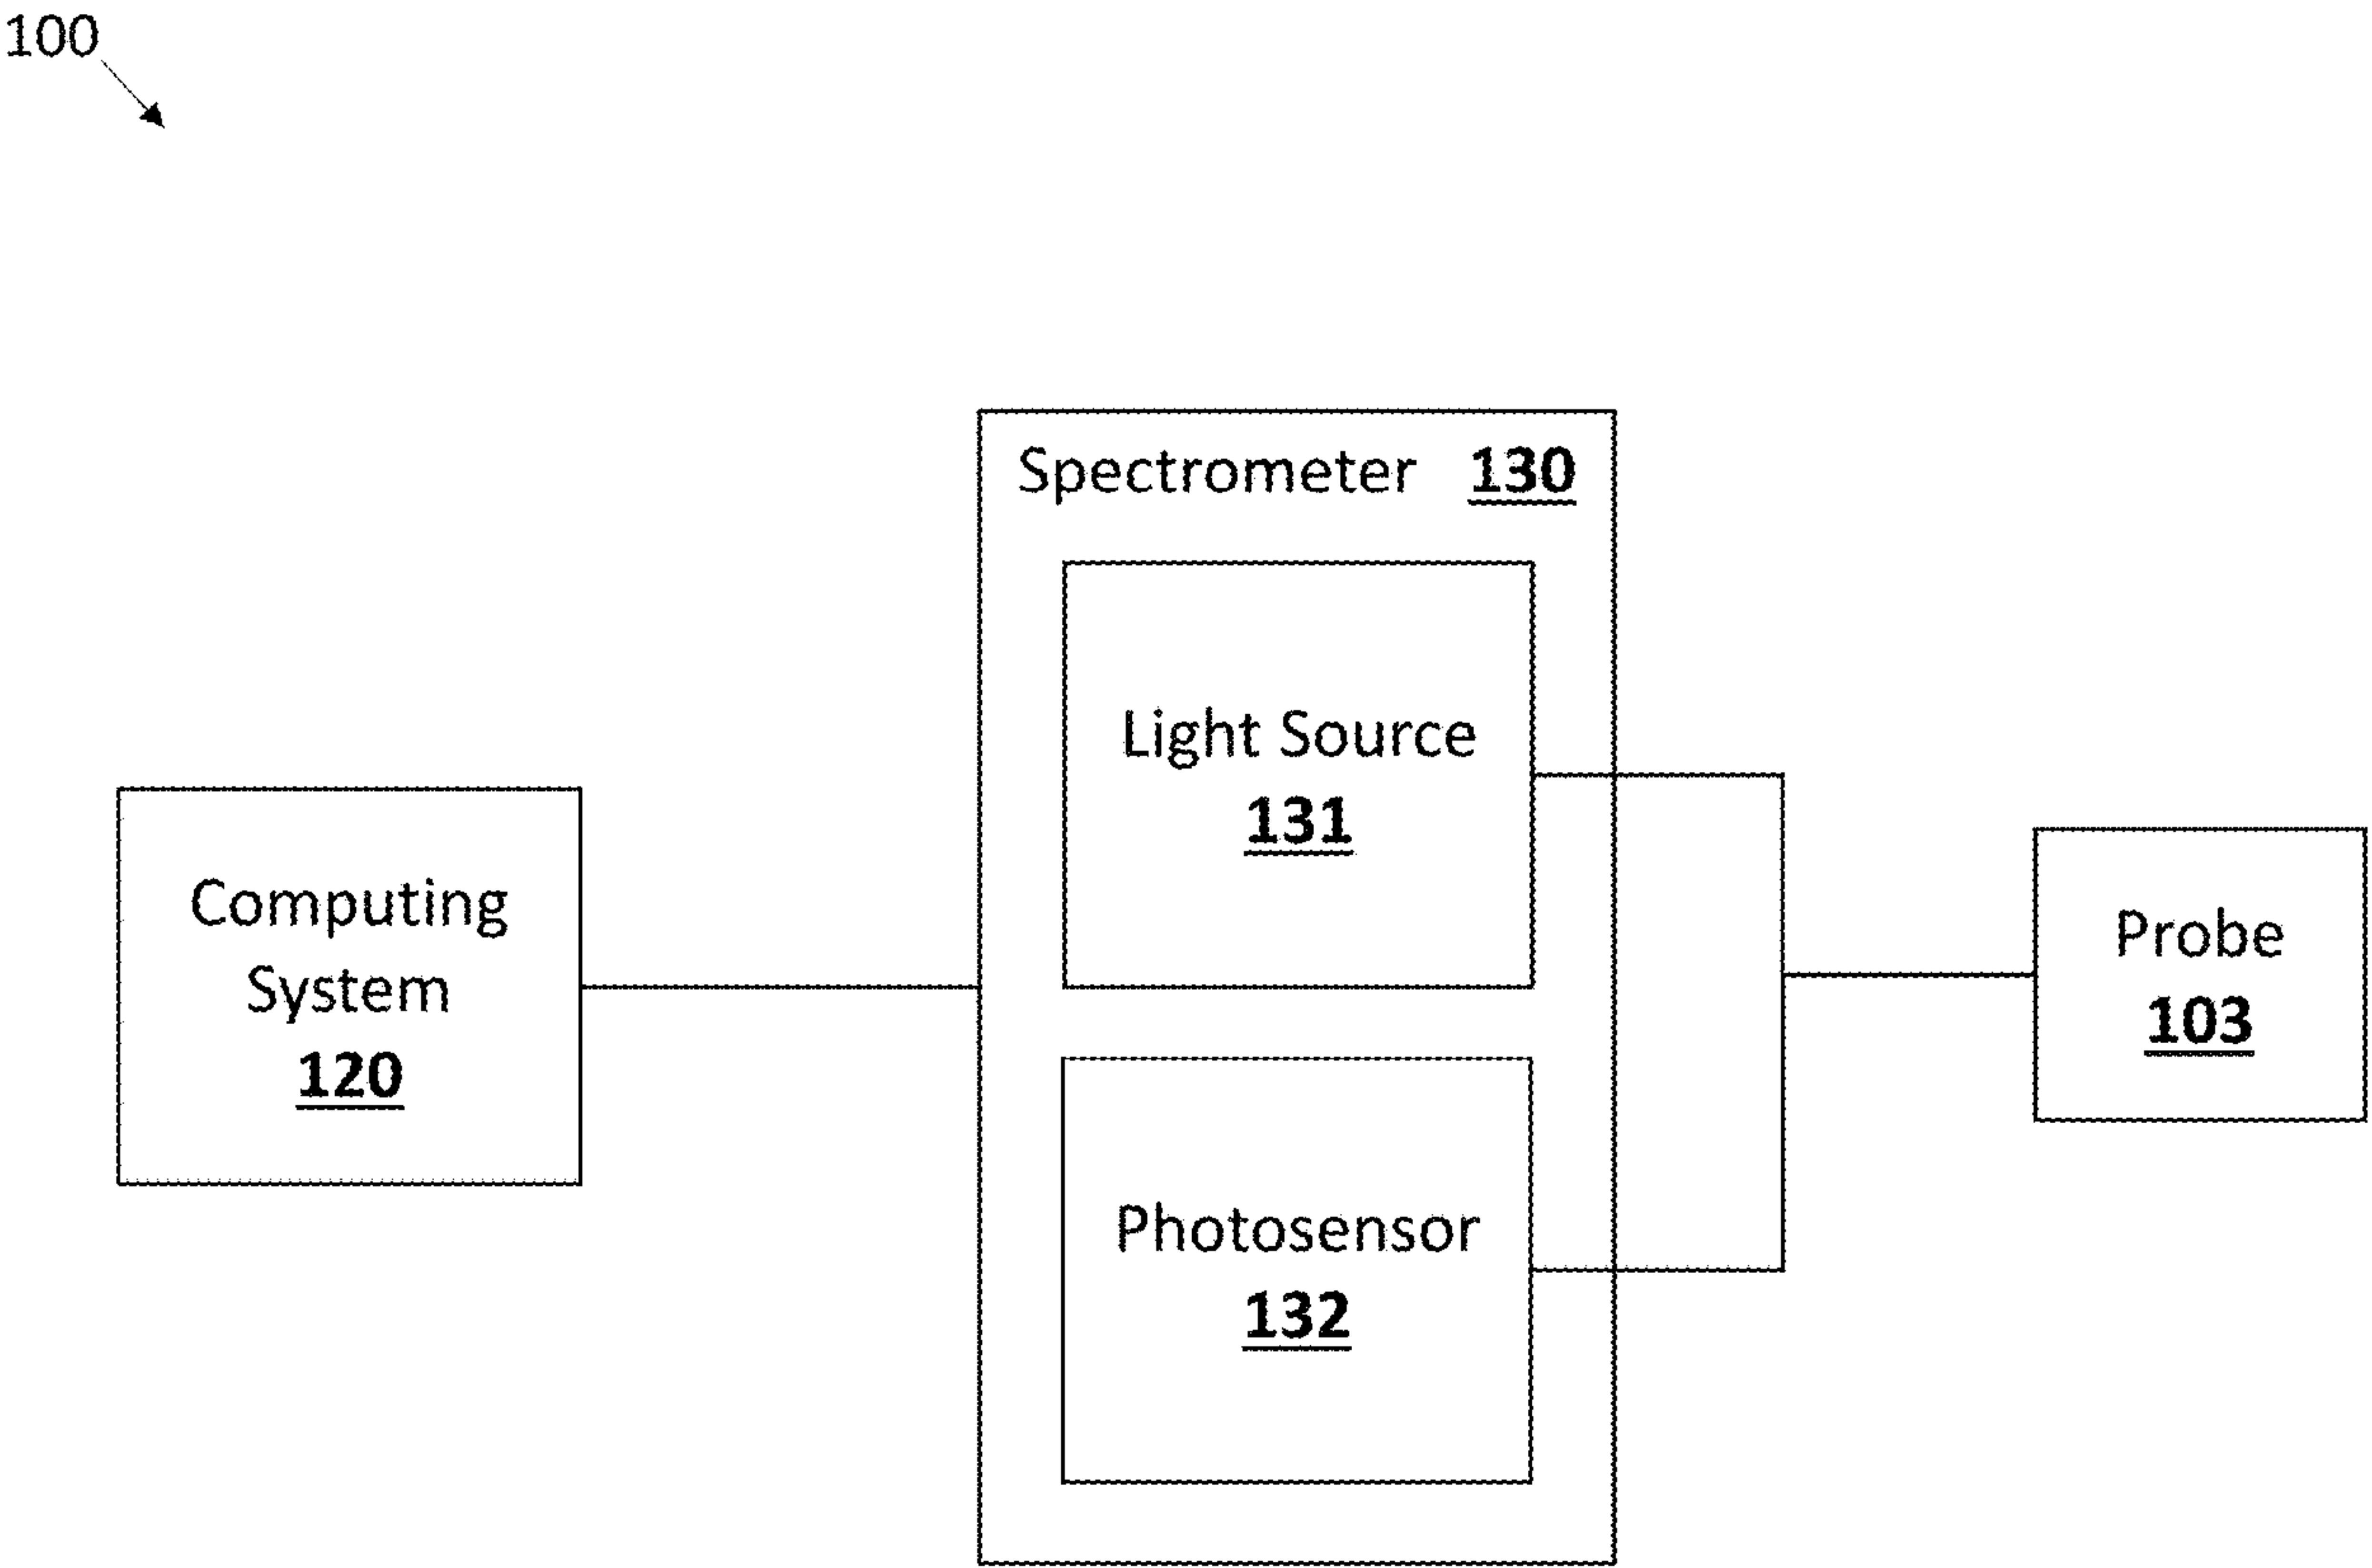 100
Spectrometer 130
Light Source
131
Computing
System
120
Probe
103
Photosensor
132